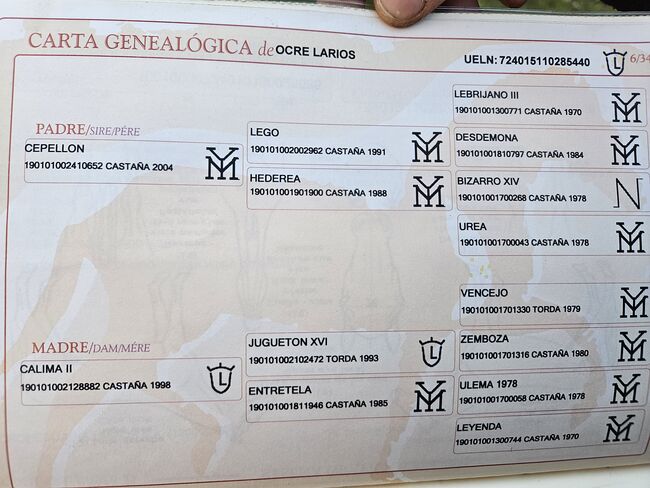 CARTA GENEALÓGICA de OCRE LARIOS
UELN: 724015110285440
L
6/34
PADRE/SIRE/PÉRE
CEPELLON
190101002410652 CASTAÑA 2004
LEGO
190101002002962 CASTAÑA 1991
HEDEREA
190101001901900 CASTAÑA 1988
LEBRIJANO III
190101001300771 CASTAÑA 1970
DESDEMONA
190101001810797 CASTAÑA 1984
BIZARRO XIV
190101001700268 CASTAÑA 1978
N
UREA
190101001700043 CASTAÑA 1978
MADRE/DAM/MÉRE
CALIMA II
190101002128882 CASTAÑA 1998
L
JUGUETON XVI
190101002102472 TORDA 1993
L
ENTRETELA
190101001811946 CASTAÑA 1985
VENCEJO
190101001701330 TORDA 1979
ZEMBOZA
190101001701316 CASTAÑA 1980
ULEMA 1978
190101001700058 CASTAÑA 1978
LEYENDA
190101001300744 CASTAÑA 1970